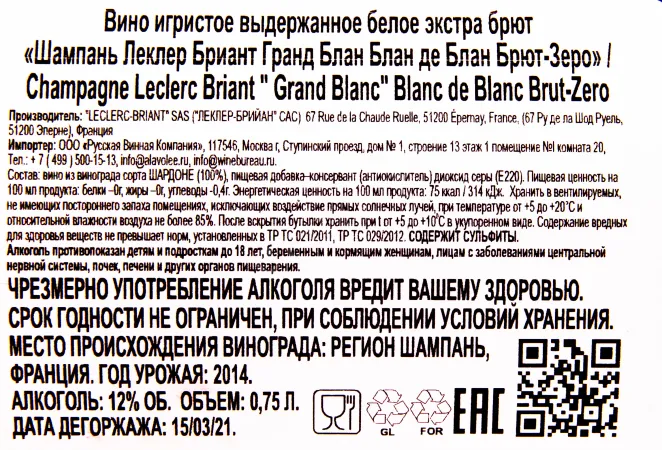 Вино игристое выдержанное белое экстра брют
«Шампань Леклер Бриант Гранд Блан Блан де Блан Брют-Зеро» /
Champagne Leclerc Briant " Grand Blanc" Blanc de Blanc Brut-Zero
Производитель: "LECLERC-BRIANT" SAS ("ЛЕКЛЕР-БРИЙАН" САС) 67 Rue de la Chaude Ruelle, 51200 Épernay, France, (67 Ру де ла Шод Руель,
51200 Эперне), Франция
Импортер: ООО «Русская Винная Компания», 117546, Москва г, Ступинский проезд, дом № 1, строение 13 этаж 1 помещение №I комната 20,
Тел.: + 7 ( 499 ) 500-15-13, info@alavolee.ru, info@winebureau.ru.
Состав: вино из винограда сорта ШАРДОНЕ (100%), пищевая добавка–консервант (антиокислитель) диоксид серы (E220). Пищевая ценность на
100 мл продукта: белки –0г, жиры –0г, углеводы -0,4г. Энергетическая ценность на 100 мл продукта: 75 ккал / 314 кДж. Хранить в вентилируемых,
не имеющих постороннего запаха помещениях, исключающих воздействие прямых солнечных лучей, при температуре от +5 до +20°С и
относительной влажности воздуха не более 85%. После вскрытия бутылки хранить при t от +5 до +10°С в укупоренном виде. Содержание вредных
для здоровья веществ не превышает норм, установленных в ТР ТС 021/2011, ТР ТС 029/2012. СОДЕРЖИТ СУЛЬФИТЫ.
Алкоголь противопоказан детям и подросткам до 18 лет, беременным и кормящим женщинам, лицам с заболеваниями центральной
нервной системы, почек, печени и других органов пищеварения.
ЧРЕЗМЕРНО УПОТРЕБЛЕНИЕ АЛКОГОЛЯ ВРЕДИТ ВАШЕМУ ЗДОРОВЬЮ.
СРОК ГОДНОСТИ НЕ ОГРАНИЧЕН, ПРИ СОБЛЮДЕНИИ УСЛОВИЙ ХРАНЕНИЯ.
МЕСТО ПРОИСХОЖДЕНИЯ ВИНОГРАДА: РЕГИОН ШАМПАНЬ,
ФРАНЦИЯ. ГОД УРОЖАЯ: 2014.
АЛКОГОЛЬ: 12% ОБ. ОБЪЕМ: 0,75 Л.
ДАТА ДЕГОРЖАЖА: 15/03/21.
GL FOR EAC